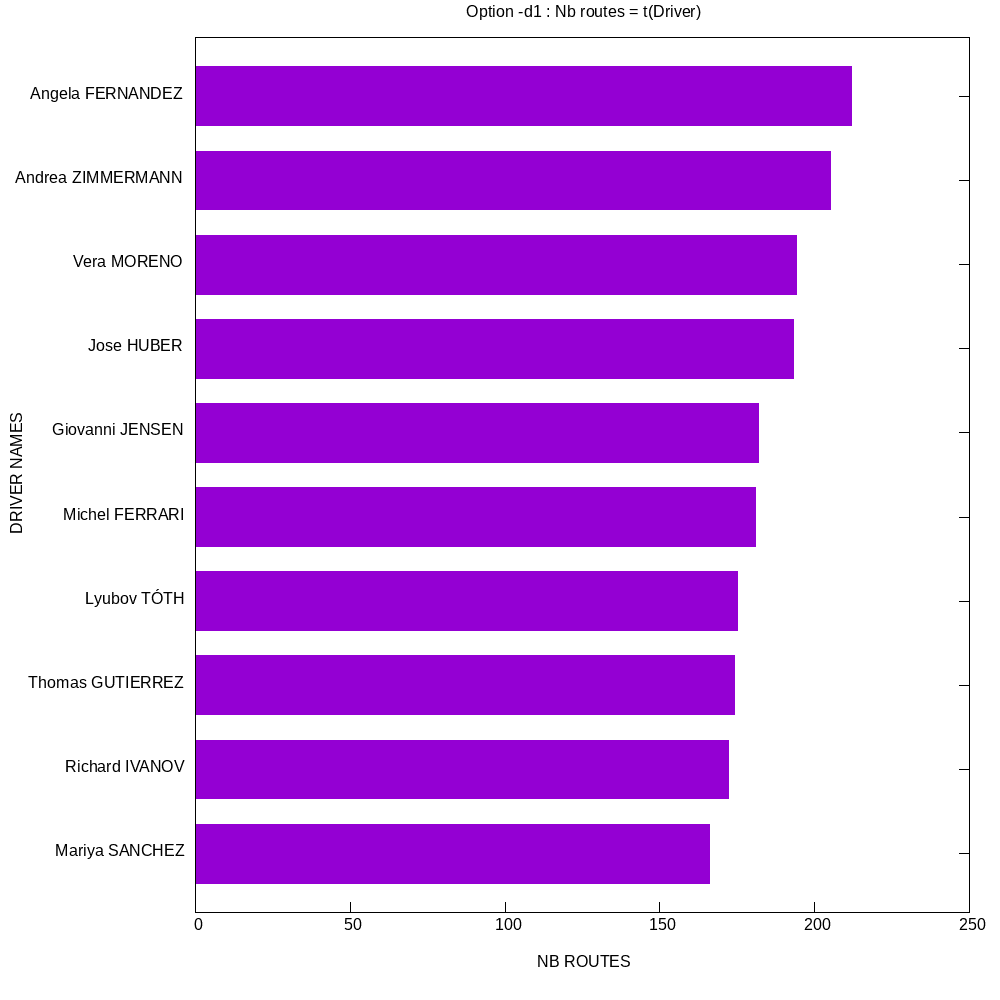 Option -d1 : Nb routes = t(Driver)
Angela FERNANDEZ
Andrea ZIMMERMANN
Vera MORENO
Jose HUBER
Giovanni JENSEN
Michel FERRARI
Lyubov TÓTH
Thomas GUTIERREZ
Richard IVANOV
Mariya SANCHEZ
DRIVER NAMES
0 50 100 150 200 250
NB ROUTES